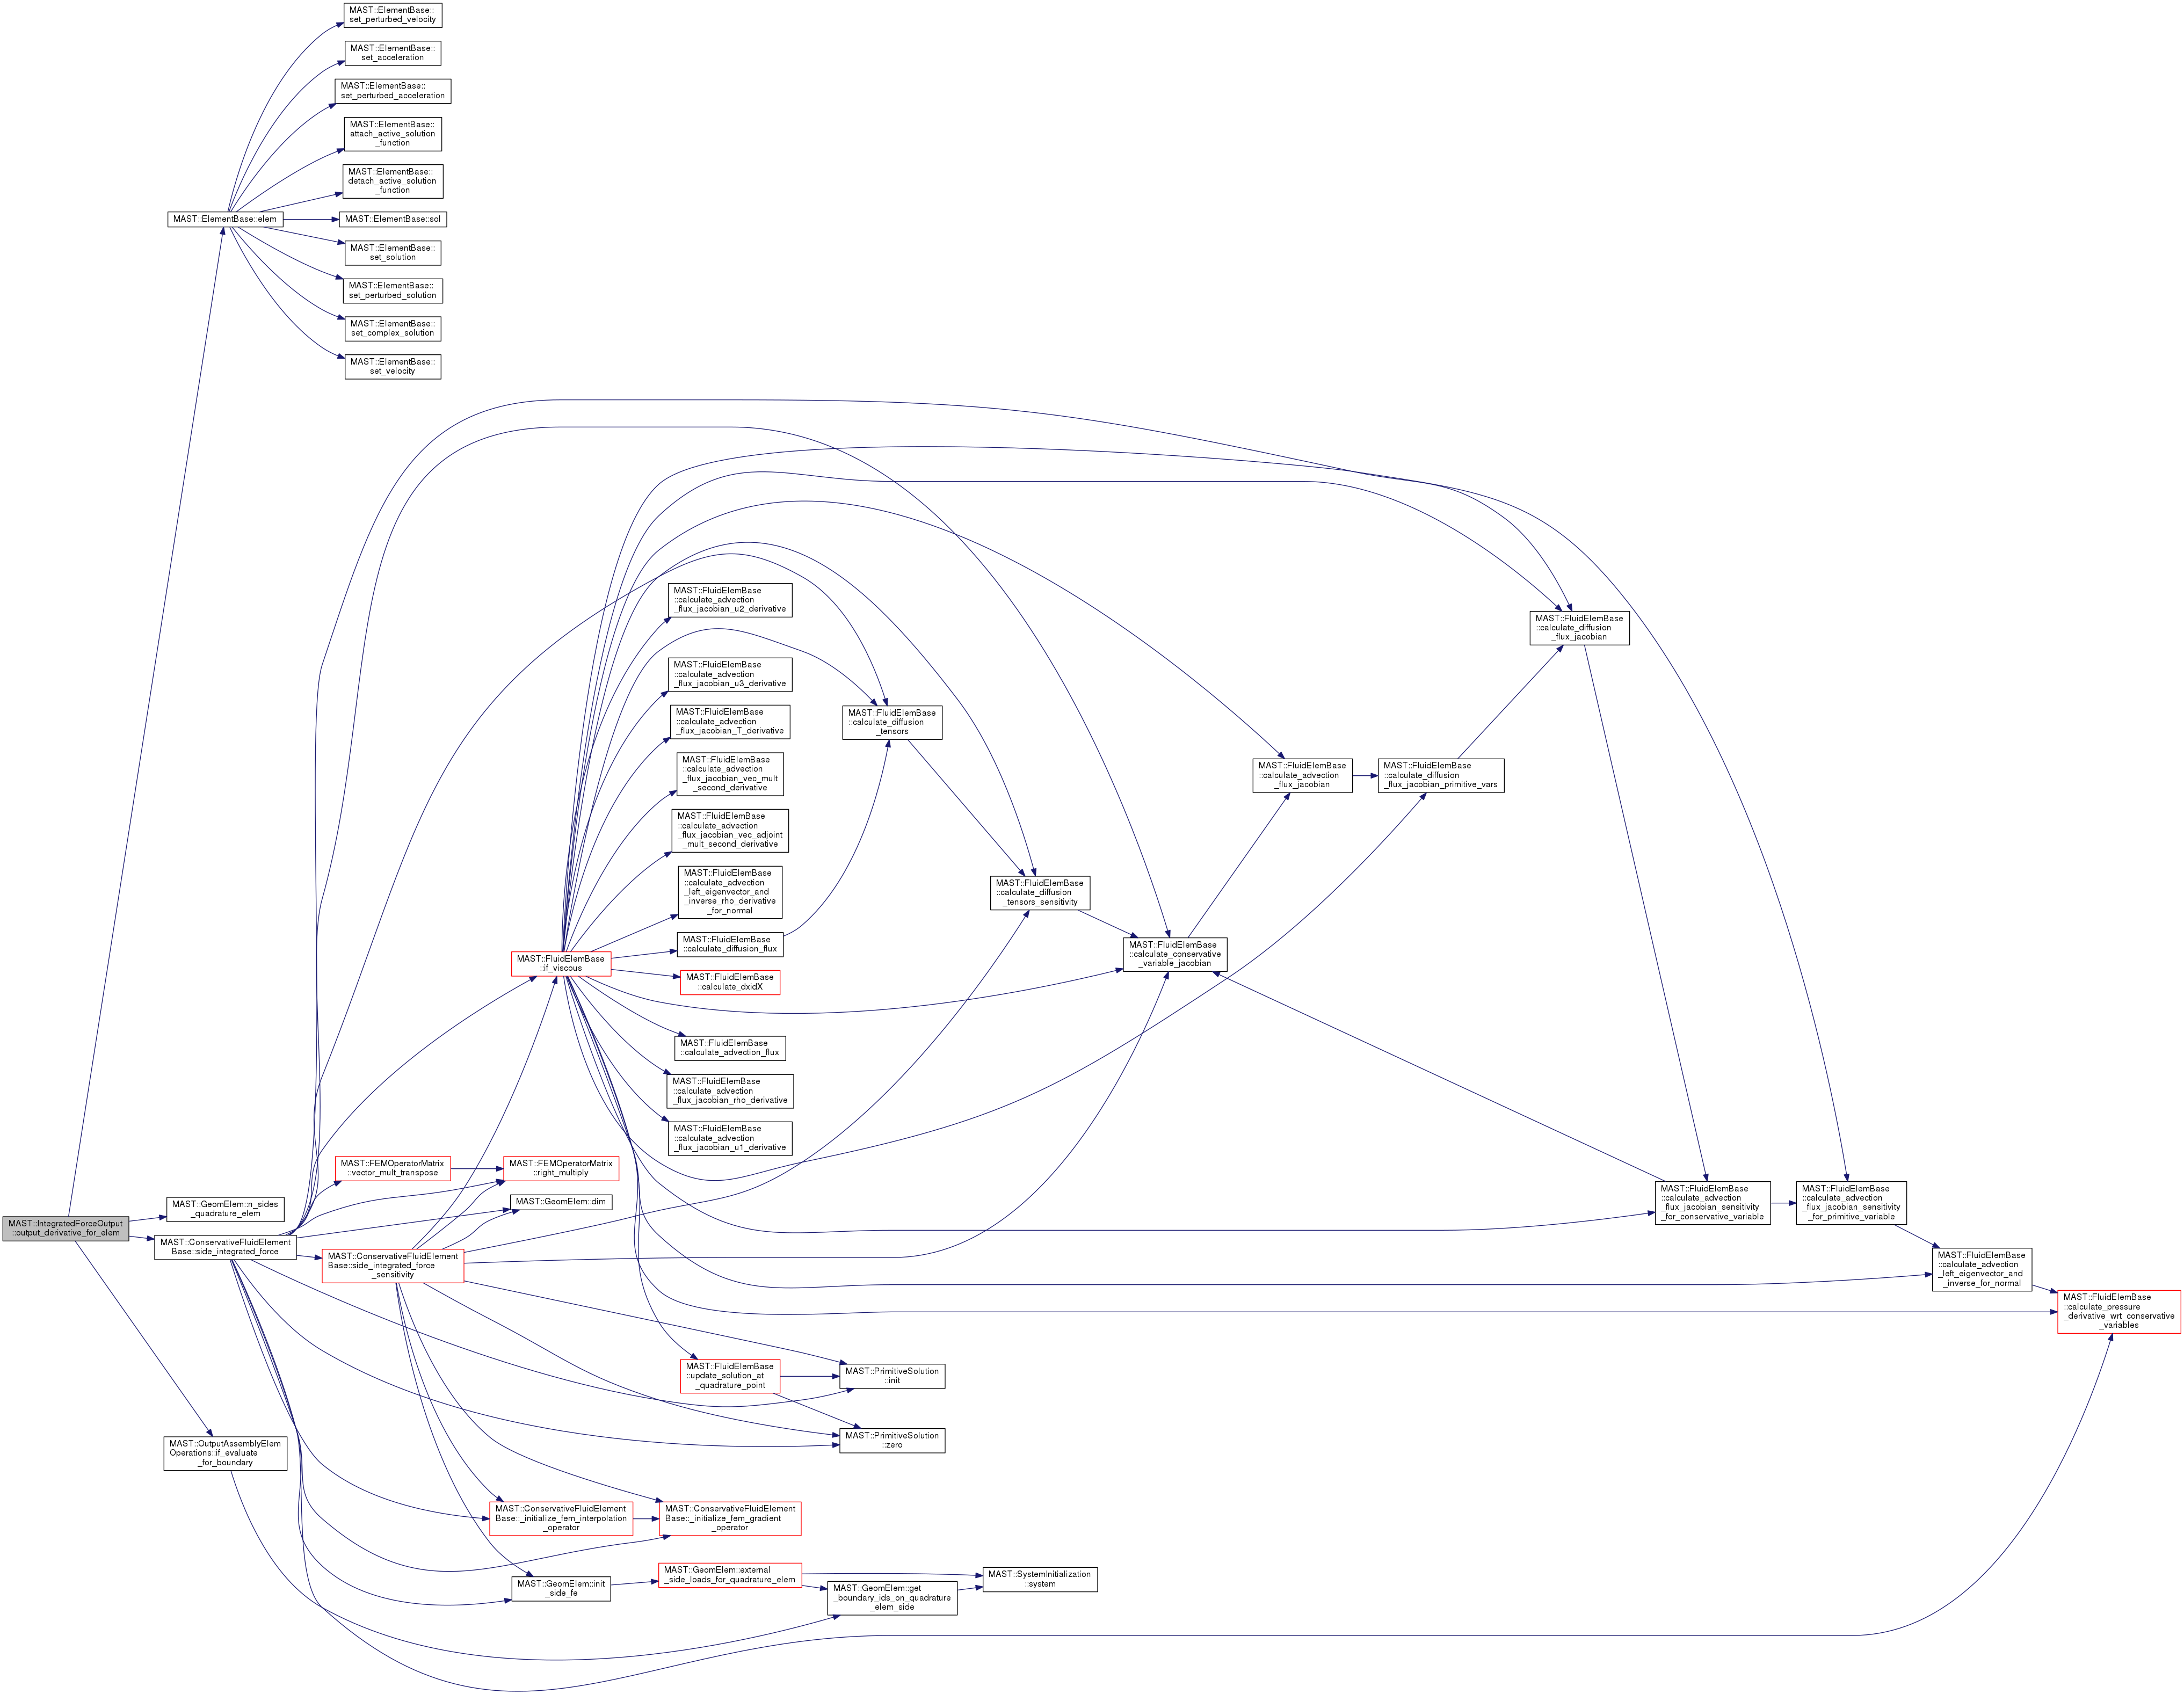 MAST::ElementBase::
set_perturbed_velocity
MAST::ElementBase::
set_acceleration
MAST::ElementBase::
set_perturbed_acceleration
MAST::ElementBase::
attach_active_solution
_function
MAST::ElementBase::
detach_active_solution
_function
MAST::ElementBase::elem
MAST::ElementBase::sol
MAST::ElementBase::
set_solution
MAST::ElementBase::
set_perturbed_solution
MAST::ElementBase::
set_complex_solution
MAST::ElementBase::
set_velocity
MAST::FluidElemBase
::calculate_advection
_flux_jacobian_u2_derivative
MAST::FluidElemBase
::calculate_diffusion
_flux_jacobian
MAST::FluidElemBase
::calculate_advection
_flux_jacobian_u3_derivative
MAST::FluidElemBase
::calculate_advection
_flux_jacobian_T_derivative
MAST::FluidElemBase
::calculate_diffusion
_tensors
MAST::FluidElemBase
::calculate_advection
_flux_jacobian_vec_mult
_second_derivative
MAST::FluidElemBase
::calculate_advection
_flux_jacobian
MAST::FluidElemBase
::calculate_diffusion
_flux_jacobian_primitive_vars
MAST::FluidElemBase
::calculate_advection
_flux_jacobian_vec_adjoint
_mult_second_derivative
MAST::FluidElemBase
::calculate_advection
_left_eigenvector_and
_inverse_rho_derivative
_for_normal
MAST::FluidElemBase
::calculate_diffusion
_tensors_sensitivity
MAST::FluidElemBase
::calculate_diffusion_flux
MAST::FluidElemBase
::calculate_conservative
_variable_jacobian
MAST::FluidElemBase
::if_viscous
MAST::FluidElemBase
::calculate_dxidX
MAST::FluidElemBase
::calculate_advection_flux
MAST::FluidElemBase
::calculate_advection
_flux_jacobian_rho_derivative
MAST::FluidElemBase
::calculate_advection
_flux_jacobian_u1_derivative
MAST::FEMOperatorMatrix
::vector_mult_transpose
MAST::FEMOperatorMatrix
::right_multiply
MAST::GeomElem::n_sides
_quadrature_elem
MAST::GeomElem::dim
MAST::FluidElemBase
::calculate_advection
_flux_jacobian_sensitivity
_for_conservative_variable
MAST::FluidElemBase
::calculate_advection
_flux_jacobian_sensitivity
_for_primitive_variable
MAST::IntegratedForceOutput
::output_derivative_for_elem
MAST::ConservativeFluidElement
Base::side_integrated_force
MAST::ConservativeFluidElement
Base::side_integrated_force
_sensitivity
MAST::FluidElemBase
::calculate_advection
_left_eigenvector_and
_inverse_for_normal
MAST::FluidElemBase
::calculate_pressure
_derivative_wrt_conservative
_variables
MAST::FluidElemBase
::update_solution_at
_quadrature_point
MAST::PrimitiveSolution
::init
MAST::PrimitiveSolution
::zero
MAST::OutputAssemblyElem
Operations::if_evaluate
_for_boundary
MAST::ConservativeFluidElement
Base::_initialize_fem_interpolation
_operator
MAST::ConservativeFluidElement
Base::_initialize_fem_gradient
_operator
MAST::GeomElem::init
_side_fe
MAST::GeomElem::external
_side_loads_for_quadrature_elem
MAST::GeomElem::get
_boundary_ids_on_quadrature
_elem_side
MAST::SystemInitialization
::system